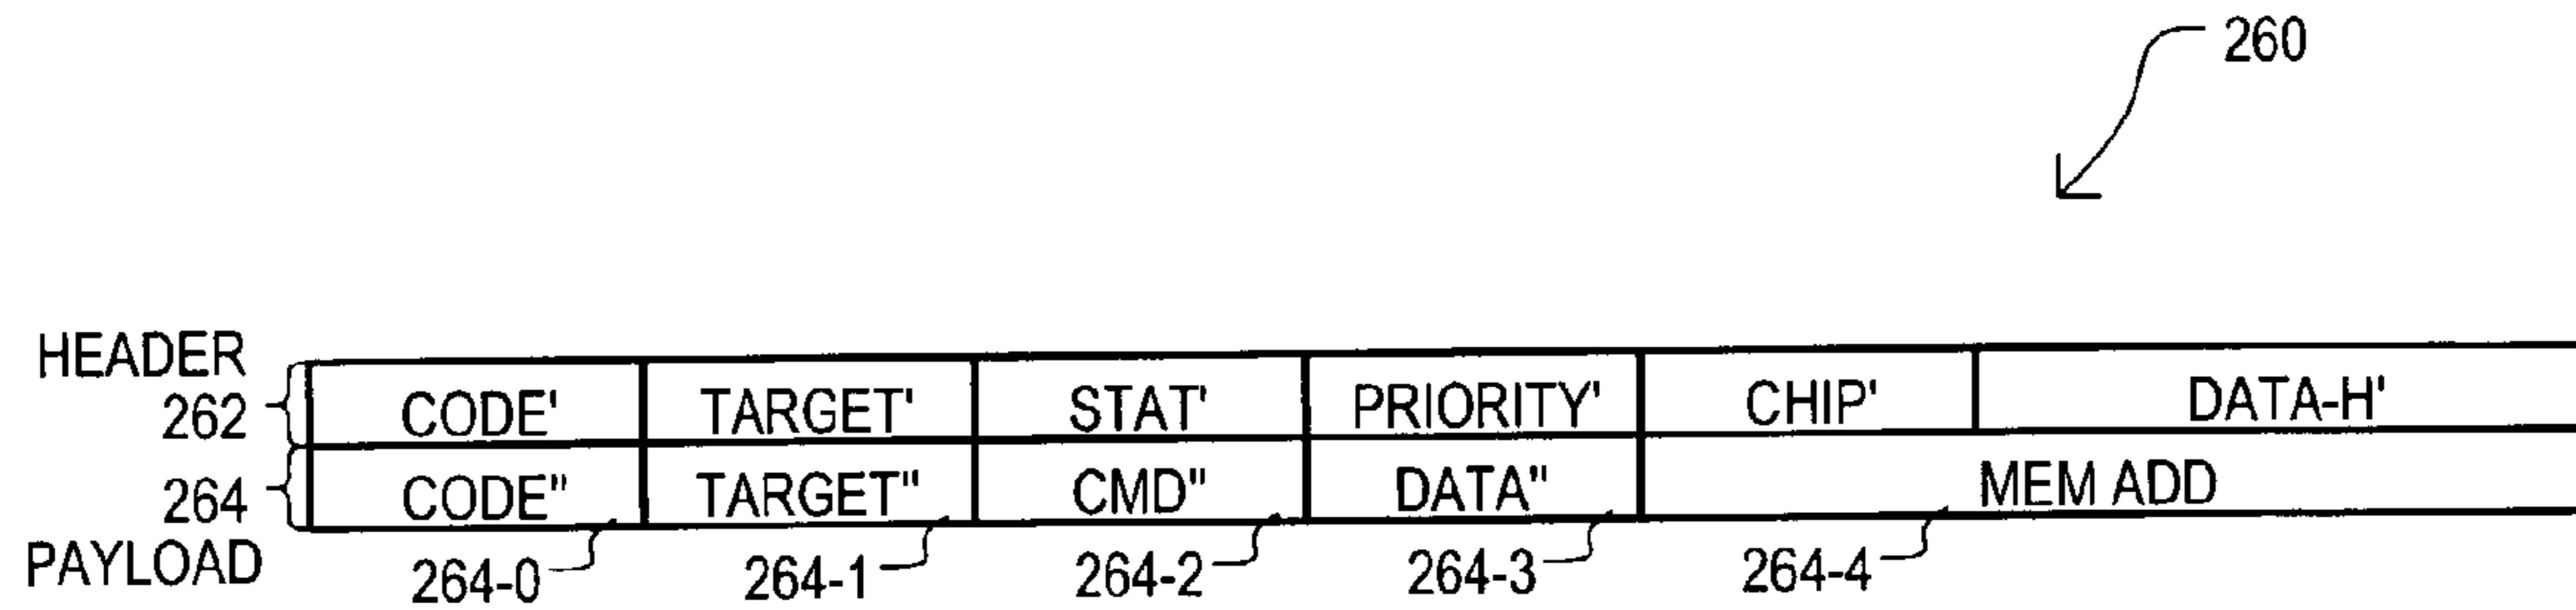 260
HEADER
262
CODE' TARGET' STAT' PRIORITY' CHIP' DATA-H'
264
CODE" TARGET" CMD" DATA" MEM ADD
PAYLOAD
264-0 264-1 264-2 264-3 264-4